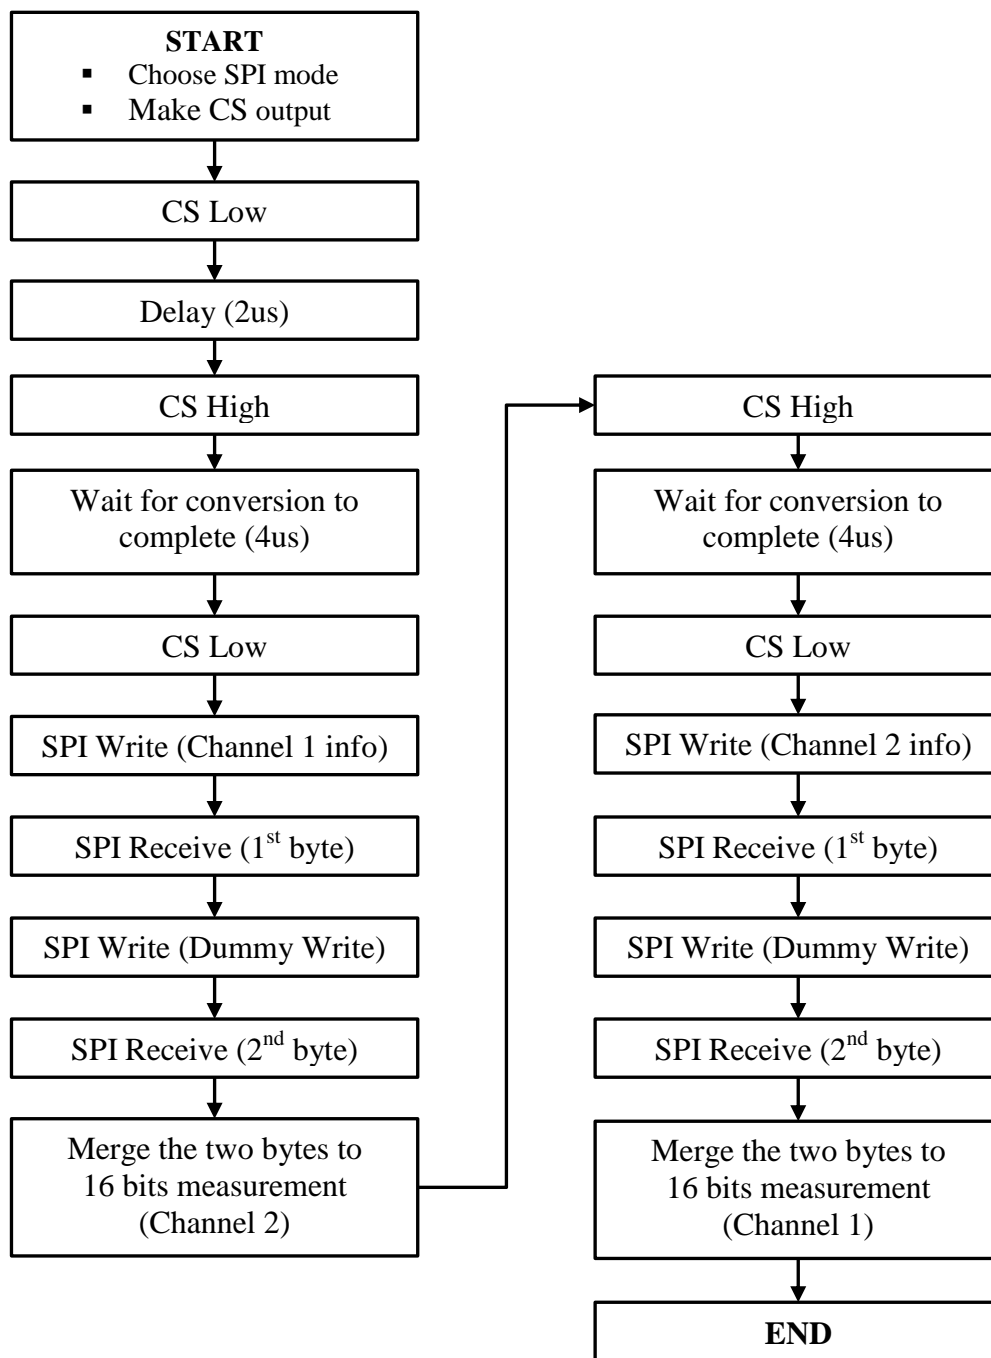 START
▪ Choose SPI mode
▪ Make CS output
CS Low
Delay (2us)
CS High
Wait for conversion to
complete (4us)
CS Low
SPI Write (Channel 1 info)
SPI Receive (1st byte)
SPI Write (Dummy Write)
SPI Receive (2nd byte)
Merge the two bytes to
16 bits measurement
(Channel 2)
CS High
Wait for conversion to
complete (4us)
CS Low
SPI Write (Channel 2 info)
SPI Receive (1st byte)
SPI Write (Dummy Write)
SPI Receive (2nd byte)
Merge the two bytes to
16 bits measurement
(Channel 1)
END